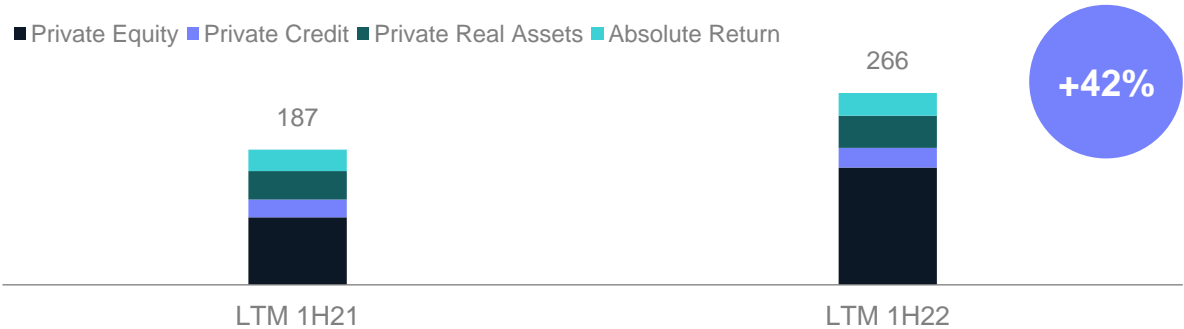 Private Equity Private Credit Private Real Assets Absolute Return
266
+42%
187
LTM 1H21 LTM 1H22